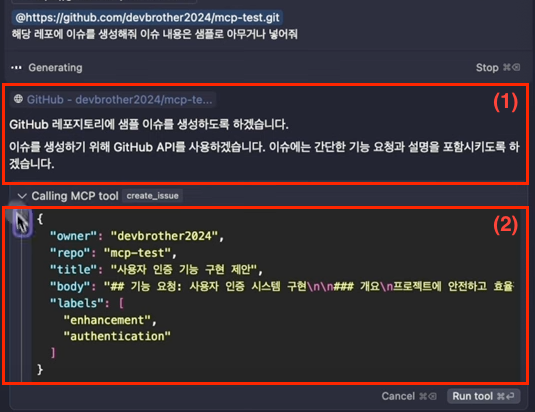 @https://github.com/devbrother2024/mcp-test.git
해당 레포에 이슈를 생성해줘 이슈 내용은 샘플로 아무거나 넣어줘
Generating
Stop ⌘⌫
GitHub - devbrother2024/mcp-te...
(1)
GitHub 레포지토리에 샘플 이슈를 생성하도록 하겠습니다.
이슈를 생성하기 위해 GitHub API를 사용하겠습니다. 이슈에는 간단한 기능 요청과 설명을 포함시키도록 하
겠습니다.
Calling MCP tool create_issue
(2)
{
"owner": "devbrother2024",
"repo": "mcp-test",
"title": "사용자 인증 기능 구현 제안",
"body": "## 기능 요청: 사용자 인증 시스템 구현\n\n### 개요\n프로젝트에 안전하고 효율
"labels": [
"enhancement",
"authentication"
]
}
Cancel ⌘⌫
Run tool ⌘⏎